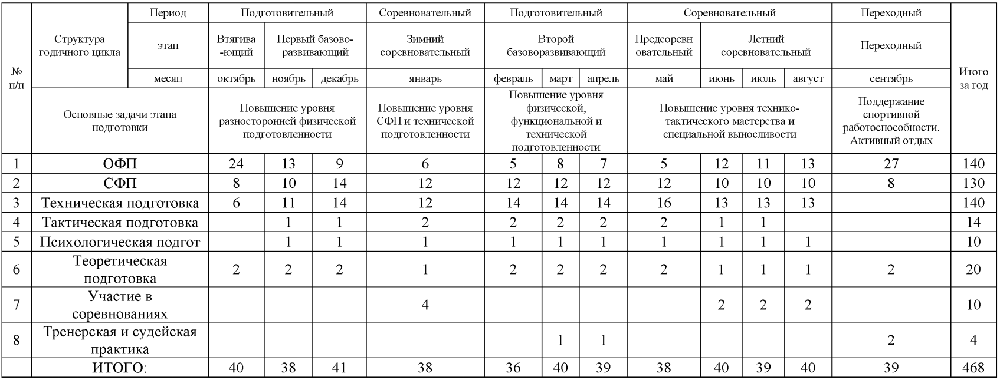 № п/п
Структура годичного цикла
Период
Подготовительный
Соревновательный
Подготовительный
Соревновательный
Переходный
Итого за год
этап
Втягива
-ющий
Первый базово-
развивающий
Зимний
соревновательный
Второй
базоворазвивающий
Предсоревн
овательный
Летний
соревновательный
Переходный
месяц октябрь ноябрь декабрь январь февраль март апрель май июнь июль август сентябрь
Основные задачи этапа
подготовки
Повышение уровня
разносторонней физической
подготовленности
Повышение уровня
СФП и технической
подготовленности
Повышение уровня
физической,
функциональной и
технической
подготовленности
Повышение уровня технико-
тактического мастерства и
специальной выносливости
Поддержание
спортивной
работоспособности.
Активный отдых
1 ОФП 24 13 9 6 5 8 7 5 12 11 13 27 140
2 СФП 8 10 14 12 12 12 12 12 10 10 10 8 130
3 Техническая подготовка 6 11 14 12 14 14 14 16 13 13 13 140
4 Тактическая подготовка 1 1 2 2 2 2 2 1 1 14
5 Психологическая подгот 1 1 1 1 1 1 1 1 1 1 10
6 Теоретическая
подготовка 2 2 2 1 2 2 2 2 1 1 1 2 20
7 Участие в
соревнованиях 4 2 2 2 10
8 Тренерская и судейская
практика 1 1 2 4
ИТОГО: 40 38 41 38 36 40 39 38 40 39 40 39 468